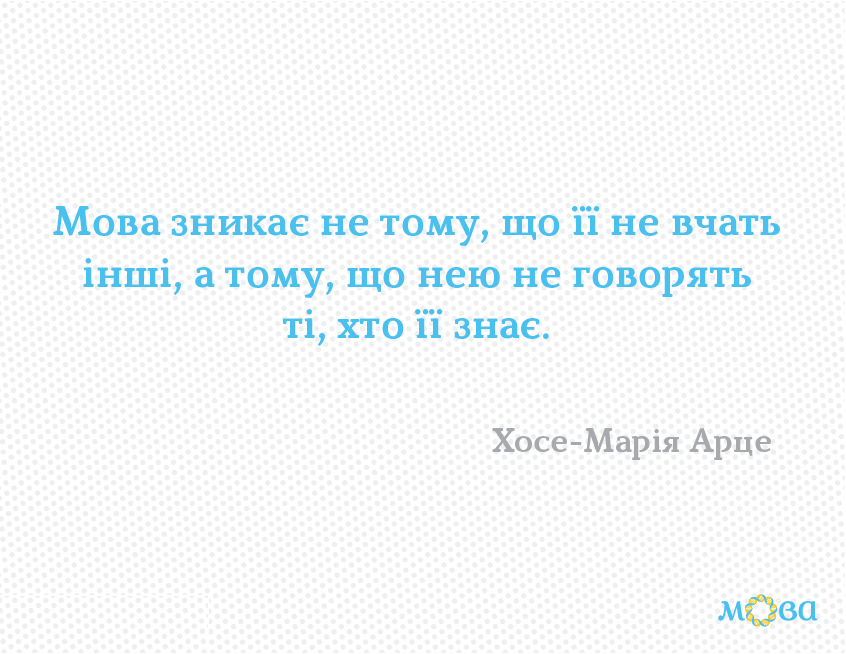 Мова зникає не тому, що її не вчать
інші, а тому, що нею не говорять
ті, хто її знає.
Хосе-Марія Арце
мова